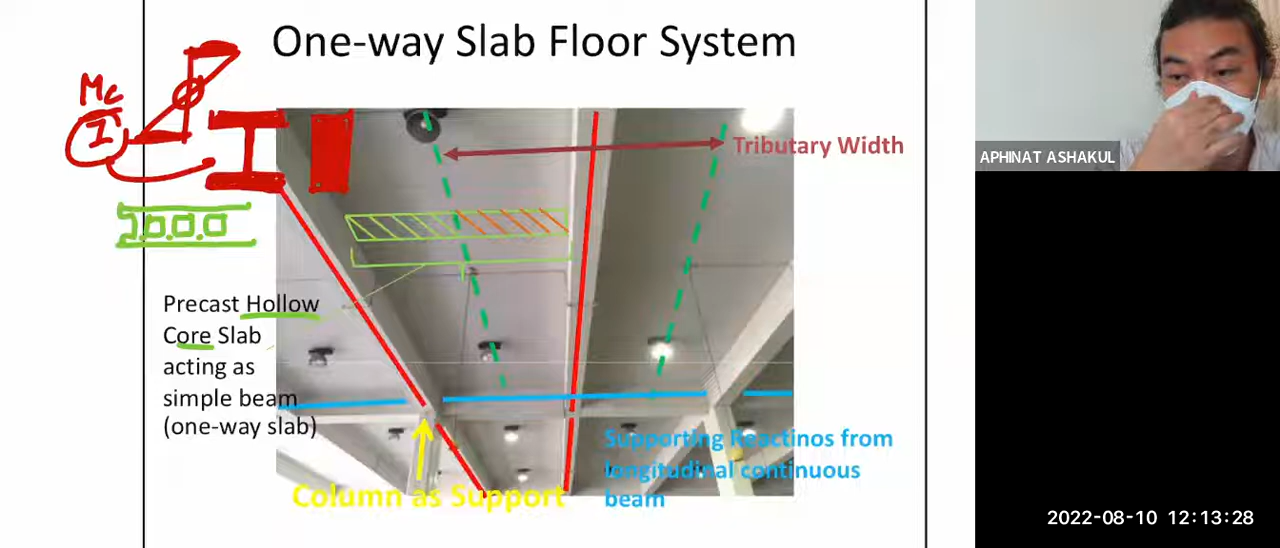 One-way Slab Floor System
Mc
I
Tributary Width
APHINAT ASHAKUL
Precast Hollow
Core Slab
acting as
simple beam
(one-way slab)
Supporting Reactinos from
longitudinal continuous
beam
Column as Support
2022-08-10 12:13:28